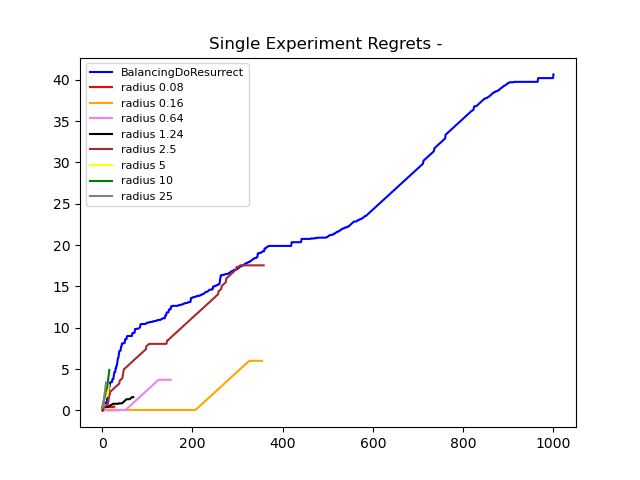 Single Experiment Regrets -
BalancingDoResurrect
radius 0.08
radius 0.16
radius 0.64
radius 1.24
radius 2.5
radius 5
radius 10
radius 25
40
35
30
25
20
15
10
5
0
0 200 400 600 800 1000